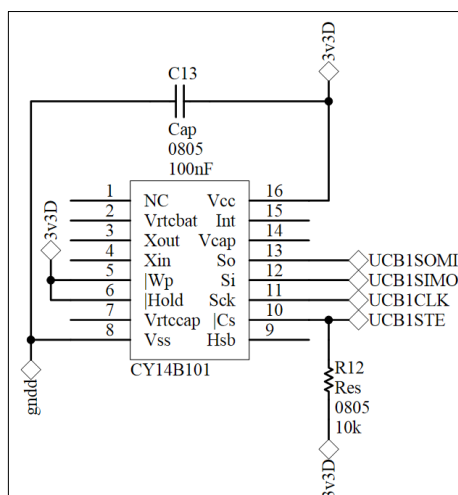 3v3D
C13
Cap
0805
100nF
3v3D
1 NC Vcc 16
2 Vrtcbat Int 15
3 Xout Vcap 14
4 Xin So 13 UCB1SOMI
5 |Wp Si 12 UCB1SIMO
6 |Hold Sck 11 UCB1CLK
7 Vrtccap |Cs 10 UCB1STE
8 Vss Hsb 9
CY14B101
gndd
R12
Res
0805
10k
3v3D